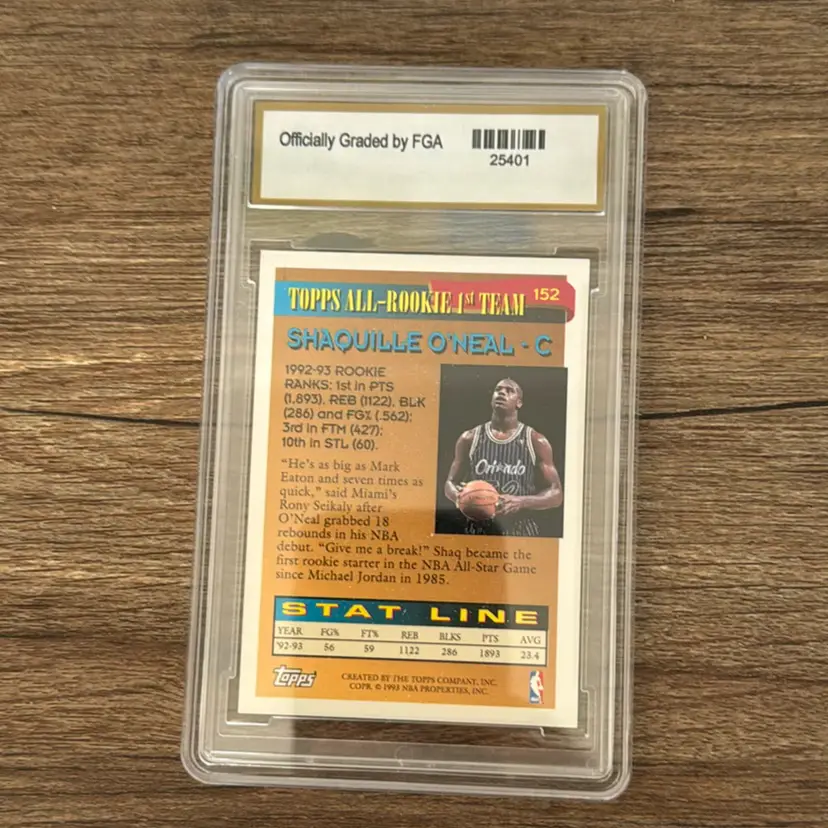 Officially Graded by FGA
25401
TOPPS ALL-ROOKIE 1st TEAM
152
SHAQUILLE O'NEAL - C
1992-93 ROOKIE
RANKS: 1st in PTS
(1,893), REB (1122), BLK
(286) and FG% (.562);
3rd in FTM (427);
10th in STL (60).
"He's as big as Mark
Eaton and seven times as
quick," said Miami's
Rony Seikaly after
O'Neal grabbed 18
rebounds in his NBA
debut. "Give me a break!" Shaq became the
first rookie starter in the NBA All-Star Game
since Michael Jordan in 1985.
Orlando
STAT LINE
YEAR FG% FT% REB BLKS PTS AVG
'92-93 56 59 1122 286 1893 23.4
topps
CREATED BY THE TOPPS COMPANY, INC.
COPR. © 1993 NBA PROPERTIES, INC.